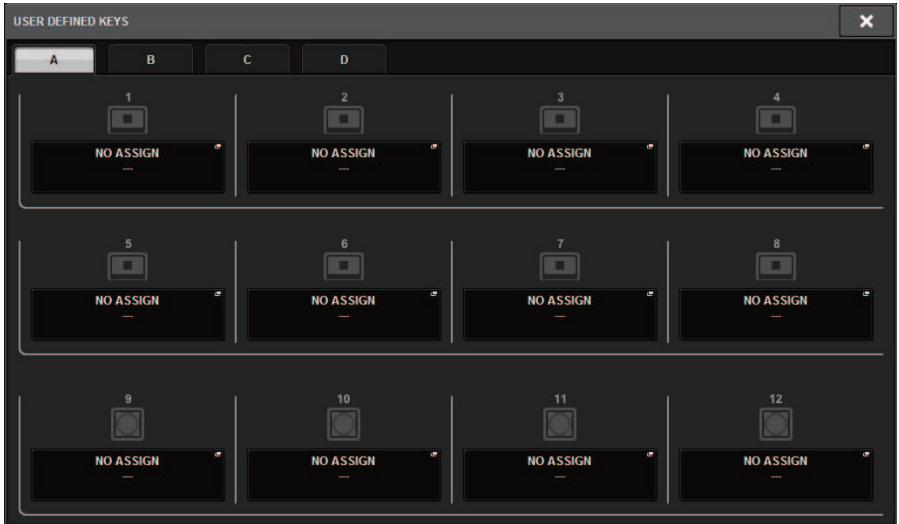 USER DEFINED KEYS
A B C D
1 2 3 4
NO ASSIGN NO ASSIGN NO ASSIGN NO ASSIGN
--- --- --- ---
5 6 7 8
NO ASSIGN NO ASSIGN NO ASSIGN NO ASSIGN
--- --- --- ---
9 10 11 12
NO ASSIGN NO ASSIGN NO ASSIGN NO ASSIGN
--- --- --- ---